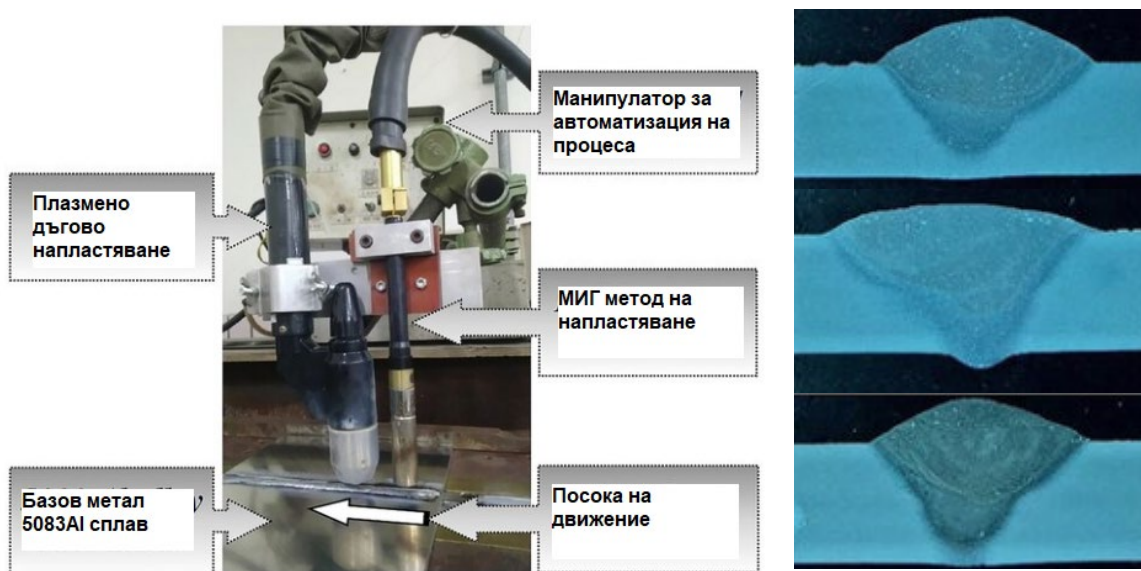 Манипулатор за
автоматизация на
процеса
Плазмено
дъгово
напластяване
МИГ метод на
напластяване
Базов метал
5083Al сплав
Посока на
движение